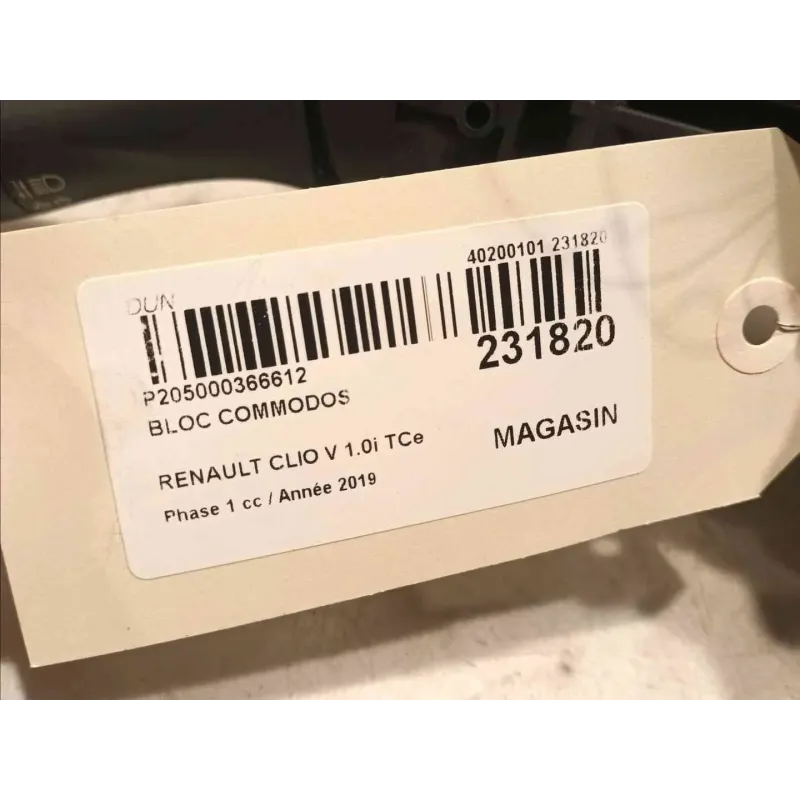 DUN
40200101 231820
231820
P205000366612
BLOC COMMODOS
RENAULT CLIO V 1.0i TCe
MAGASIN
Phase 1 cc / Année 2019